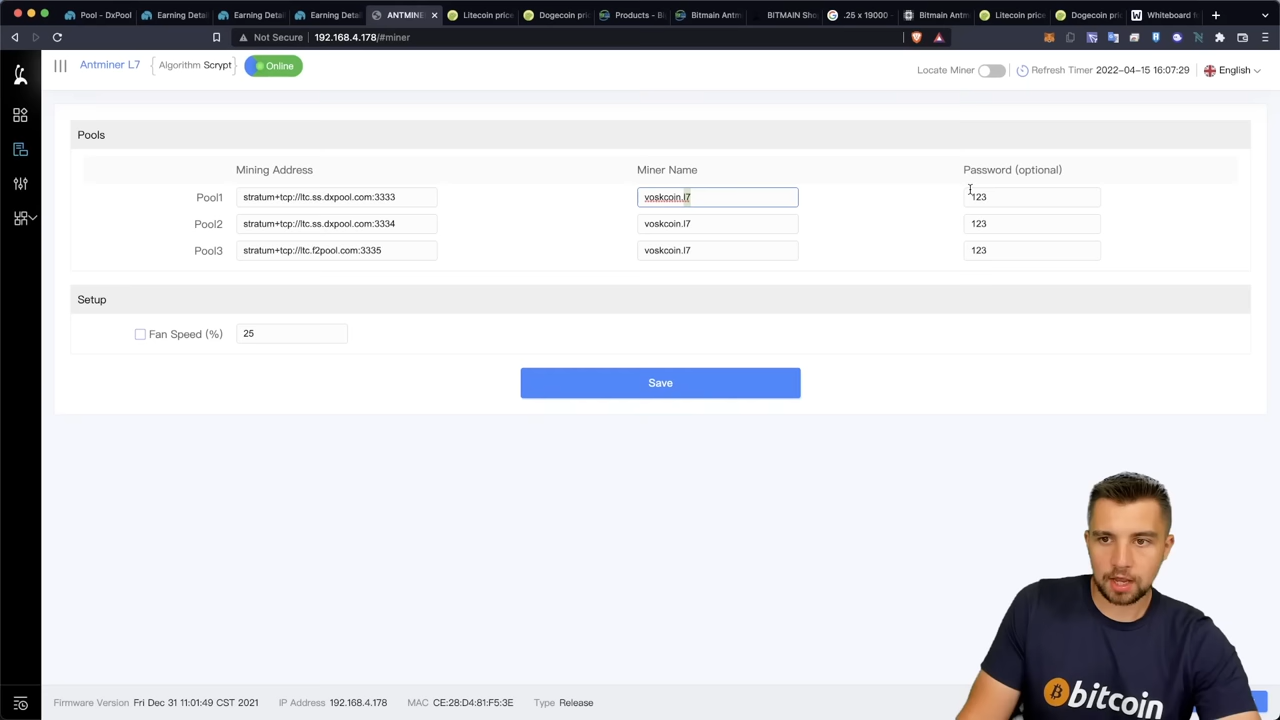 Pool - DxPool
Earning Detai
Earning Detai
Earning Detai
ANTMINE
Litecoin price
Dogecoin pri
Products - Bi
Bitmain Antm
BITMAIN Sho
.25 x 19000 -
Bitmain Antm
Litecoin price
Dogecoin pri
Whiteboard f
Not Secure 192.168.4.178/#miner
Antminer L7 Algorithm Scrypt Online Locate Miner Refresh Timer 2022-04-15 16:07:29 English
Pools
Mining Address Miner Name Password (optional)
Pool1 stratum+tcp://ltc.ss.dxpool.com:3333 voskcoin.l7 123
Pool2 stratum+tcp://ltc.ss.dxpool.com:3334 voskcoin.l7 123
Pool3 stratum+tcp://ltc.f2pool.com:3335 voskcoin.l7 123
Setup
Fan Speed (%) 25
Save
Firmware Version Fri Dec 31 11:01:49 CST 2021 IP Address 192.168.4.178 MAC CE:28:D4:81:F5:3E Type Release
bitcoin